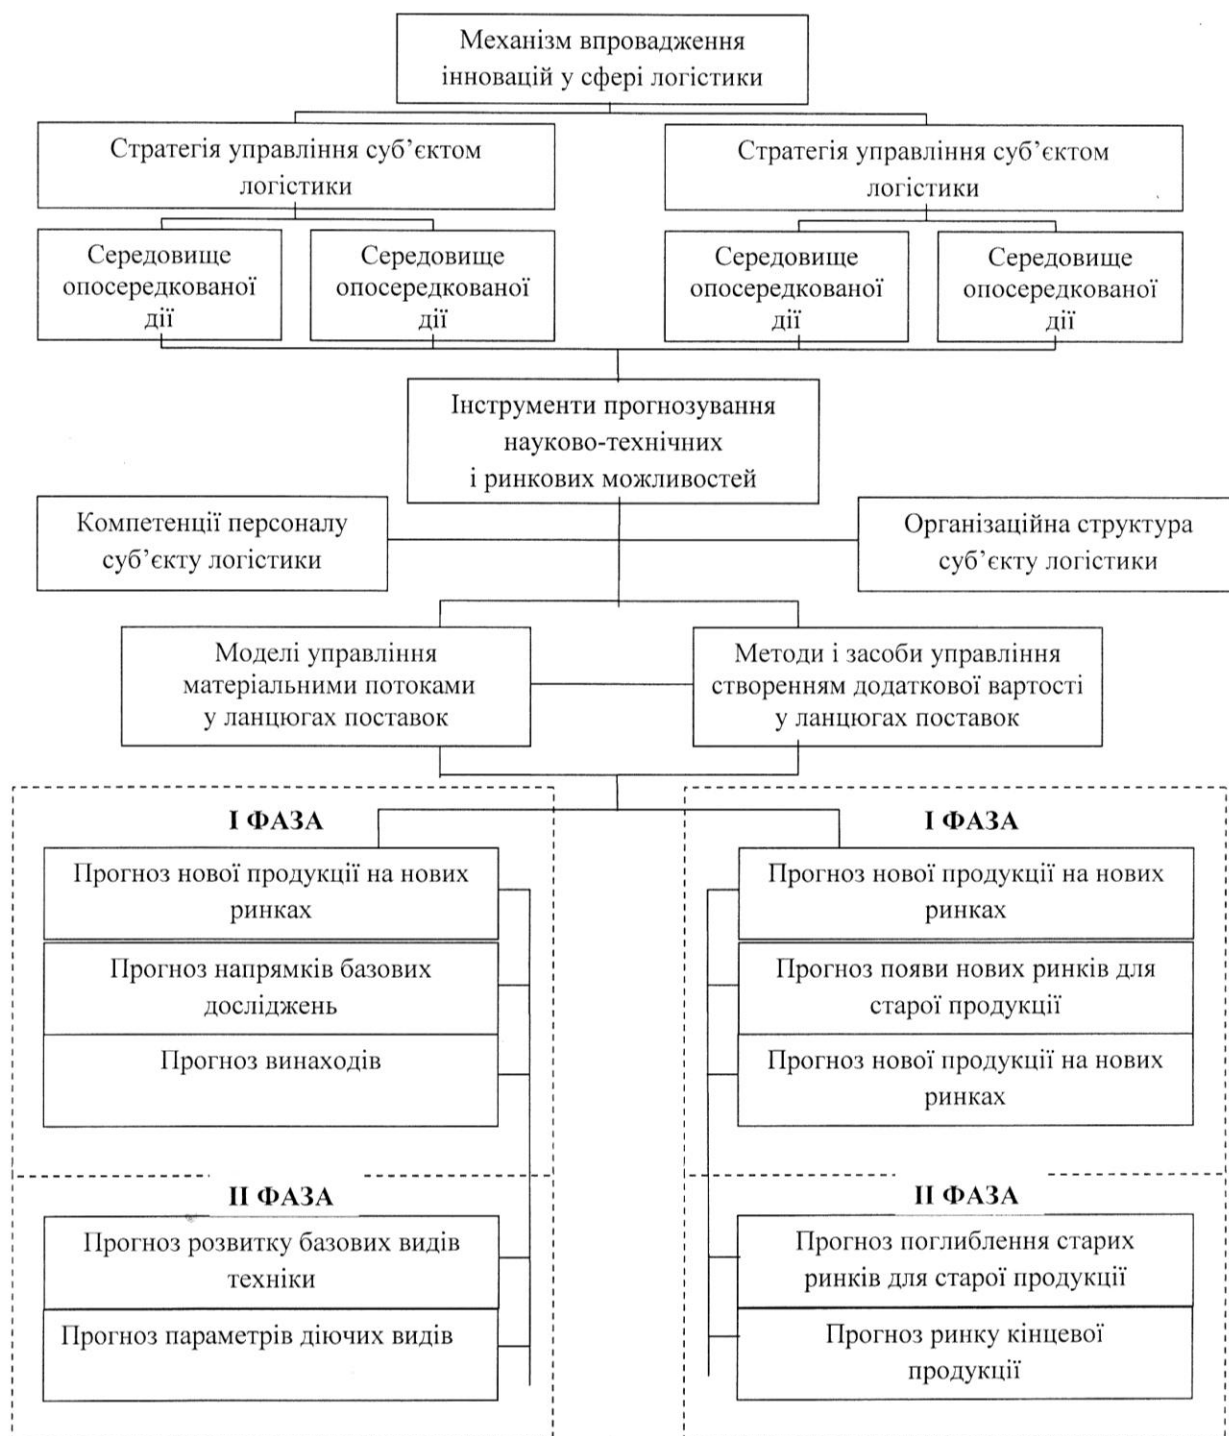 Механізм впровадження
інновацій у сфері логістики
Стратегія управління суб’єктом
логістики
Стратегія управління суб’єктом
логістики
Середовище
опосередкованої
дії
Середовище
опосередкованої
дії
Середовище
опосередкованої
дії
Середовище
опосередкованої
дії
Інструменти прогнозування
науково-технічних
і ринкових можливостей
Компетенції персоналу
суб’єкту логістики
Організаційна структура
суб’єкту логістики
Моделі управління
матеріальними потоками
у ланцюгах поставок
Методи і засоби управління
створенням додаткової вартості
у ланцюгах поставок
І ФАЗА
Прогноз нової продукції на нових
ринках
Прогноз напрямків базових
досліджень
Прогноз винаходів
ІІ ФАЗА
Прогноз розвитку базових видів
техніки
Прогноз параметрів діючих видів
І ФАЗА
Прогноз нової продукції на нових
ринках
Прогноз появи нових ринків для
старої продукції
Прогноз нової продукції на нових
ринках
ІІ ФАЗА
Прогноз поглиблення старих
ринків для старої продукції
Прогноз ринку кінцевої
продукції